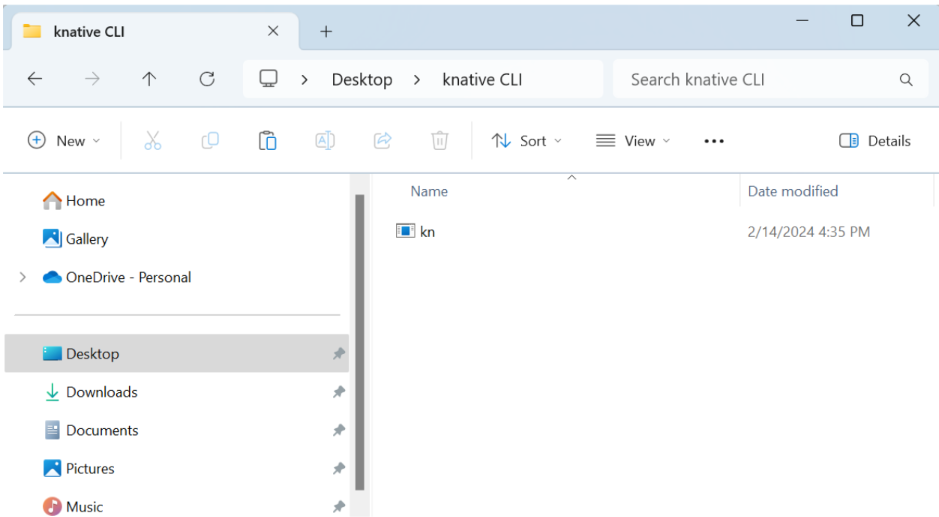 knative CLI
Desktop > knative CLI
Search knative CLI
New
Sort
View
Details
Home
Gallery
OneDrive - Personal
Desktop
Downloads
Documents
Pictures
Music
Name
Date modified
kn
2/14/2024 4:35 PM